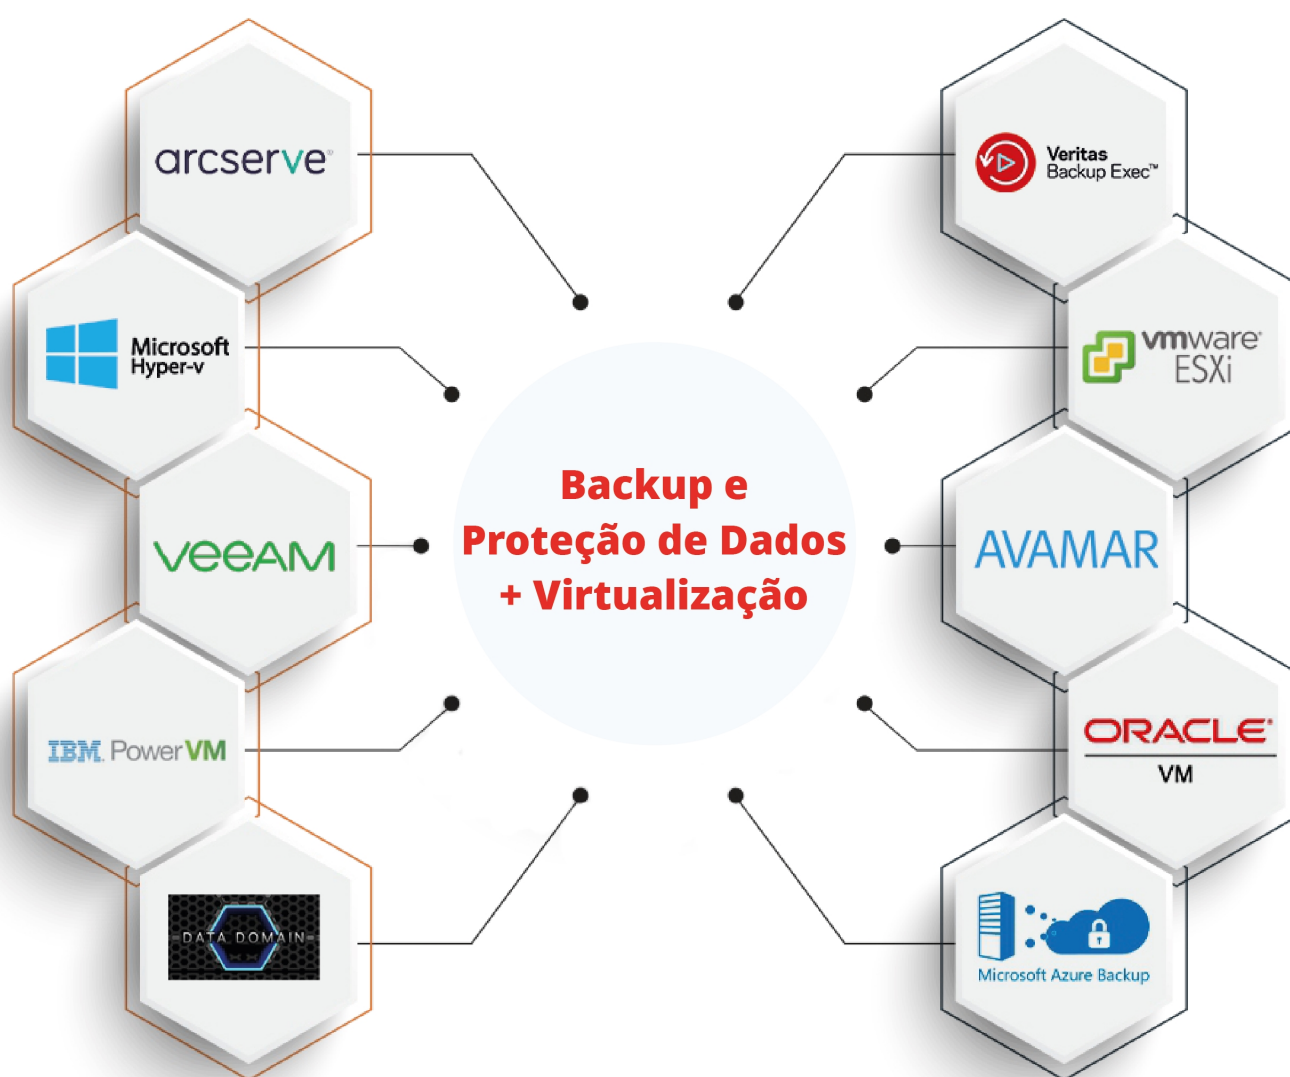 arcserve®
Microsoft
Hyper-v
veeAM
IBM. PowerVM
DATA DOMAIN
Backup e
Proteção de Dados
+ Virtualização
Veritas
Backup Exec™
vmware®
ESXi
AVAMAR
ORACLE®
VM
Microsoft Azure Backup